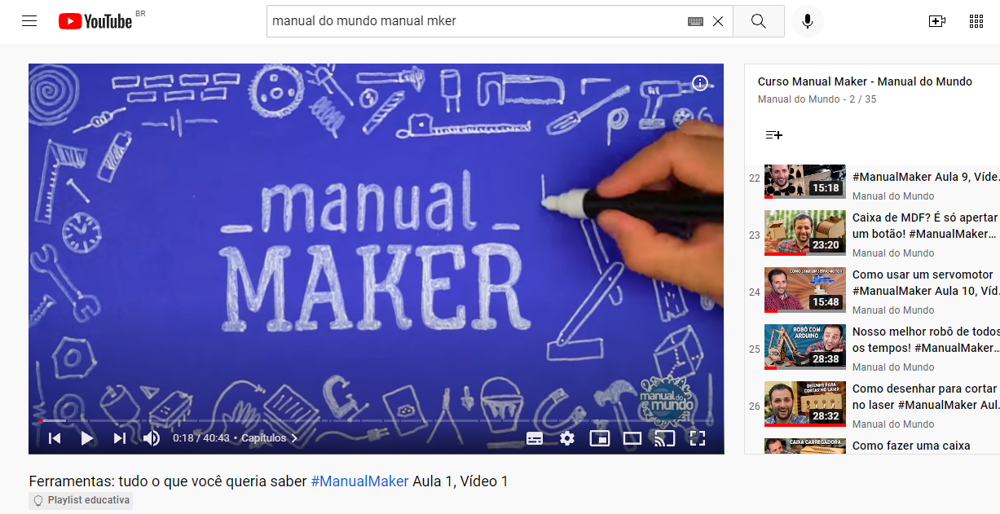 YouTube BR
manual do mundo manual mker
manual
MAKER
manual do
mundo
0:18 / 40:43 • Capítulos
Ferramentas: tudo o que você queria saber #ManualMaker Aula 1, Vídeo 1
Playlist educativa
Curso Manual Maker - Manual do Mundo
Manual do Mundo - 2 / 35
22
15:18
#ManualMaker Aula 9, Víde...
Manual do Mundo
23
23:20
Caixa de MDF? É só apertar
um botão! #ManualMaker...
Manual do Mundo
24
COMO USAR UM SERVOMOTOR
15:48
Como usar um servomotor
#ManualMaker Aula 10, Víd...
Manual do Mundo
25
ROBÔ COM
ARDUINO
28:38
Nosso melhor robô de todos
os tempos! #ManualMaker...
Manual do Mundo
26
DESENHE PARA
CORTAR NO LASER
28:32
Como desenhar para cortar
no laser #ManualMaker Aul...
Manual do Mundo
CAIXA CARREGADORA
Como fazer uma caixa